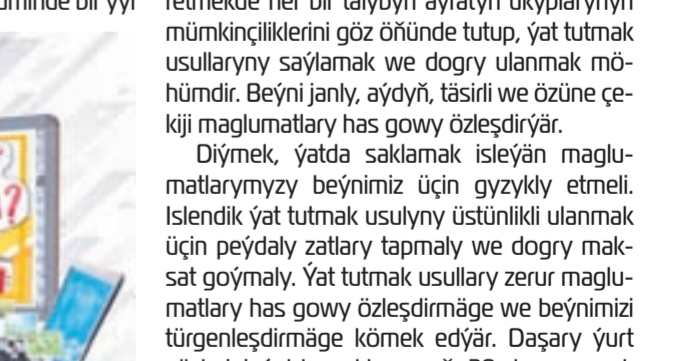 retmekde her bir talybyň aýratyn ukyplarynyň
mümkinçiliklerini göz öňünde tutup, ýat tutmak
usullaryny saýlamak we dogry ulanmak mö-
hümdir. Beýni janly, aýdyň, täsirli we özüne çe-
kiji maglumatlary has gowy özleşdirýär.
Diýmek, ýatda saklamak isleýän maglu-
matlarymyzy beýnimiz üçin gyzykly etmeli.
Islendik ýat tutmak usulyny üstünlikli ulanmak
üçin peýdaly zatlary tapmaly we dogry mak-
sat goýmaly. Ýat tutmak usullary zerur maglu-
matlary has gowy özleşdirmäge we beýnimizi
türgenleşdirmäge kömek edýär. Daşary ýurt